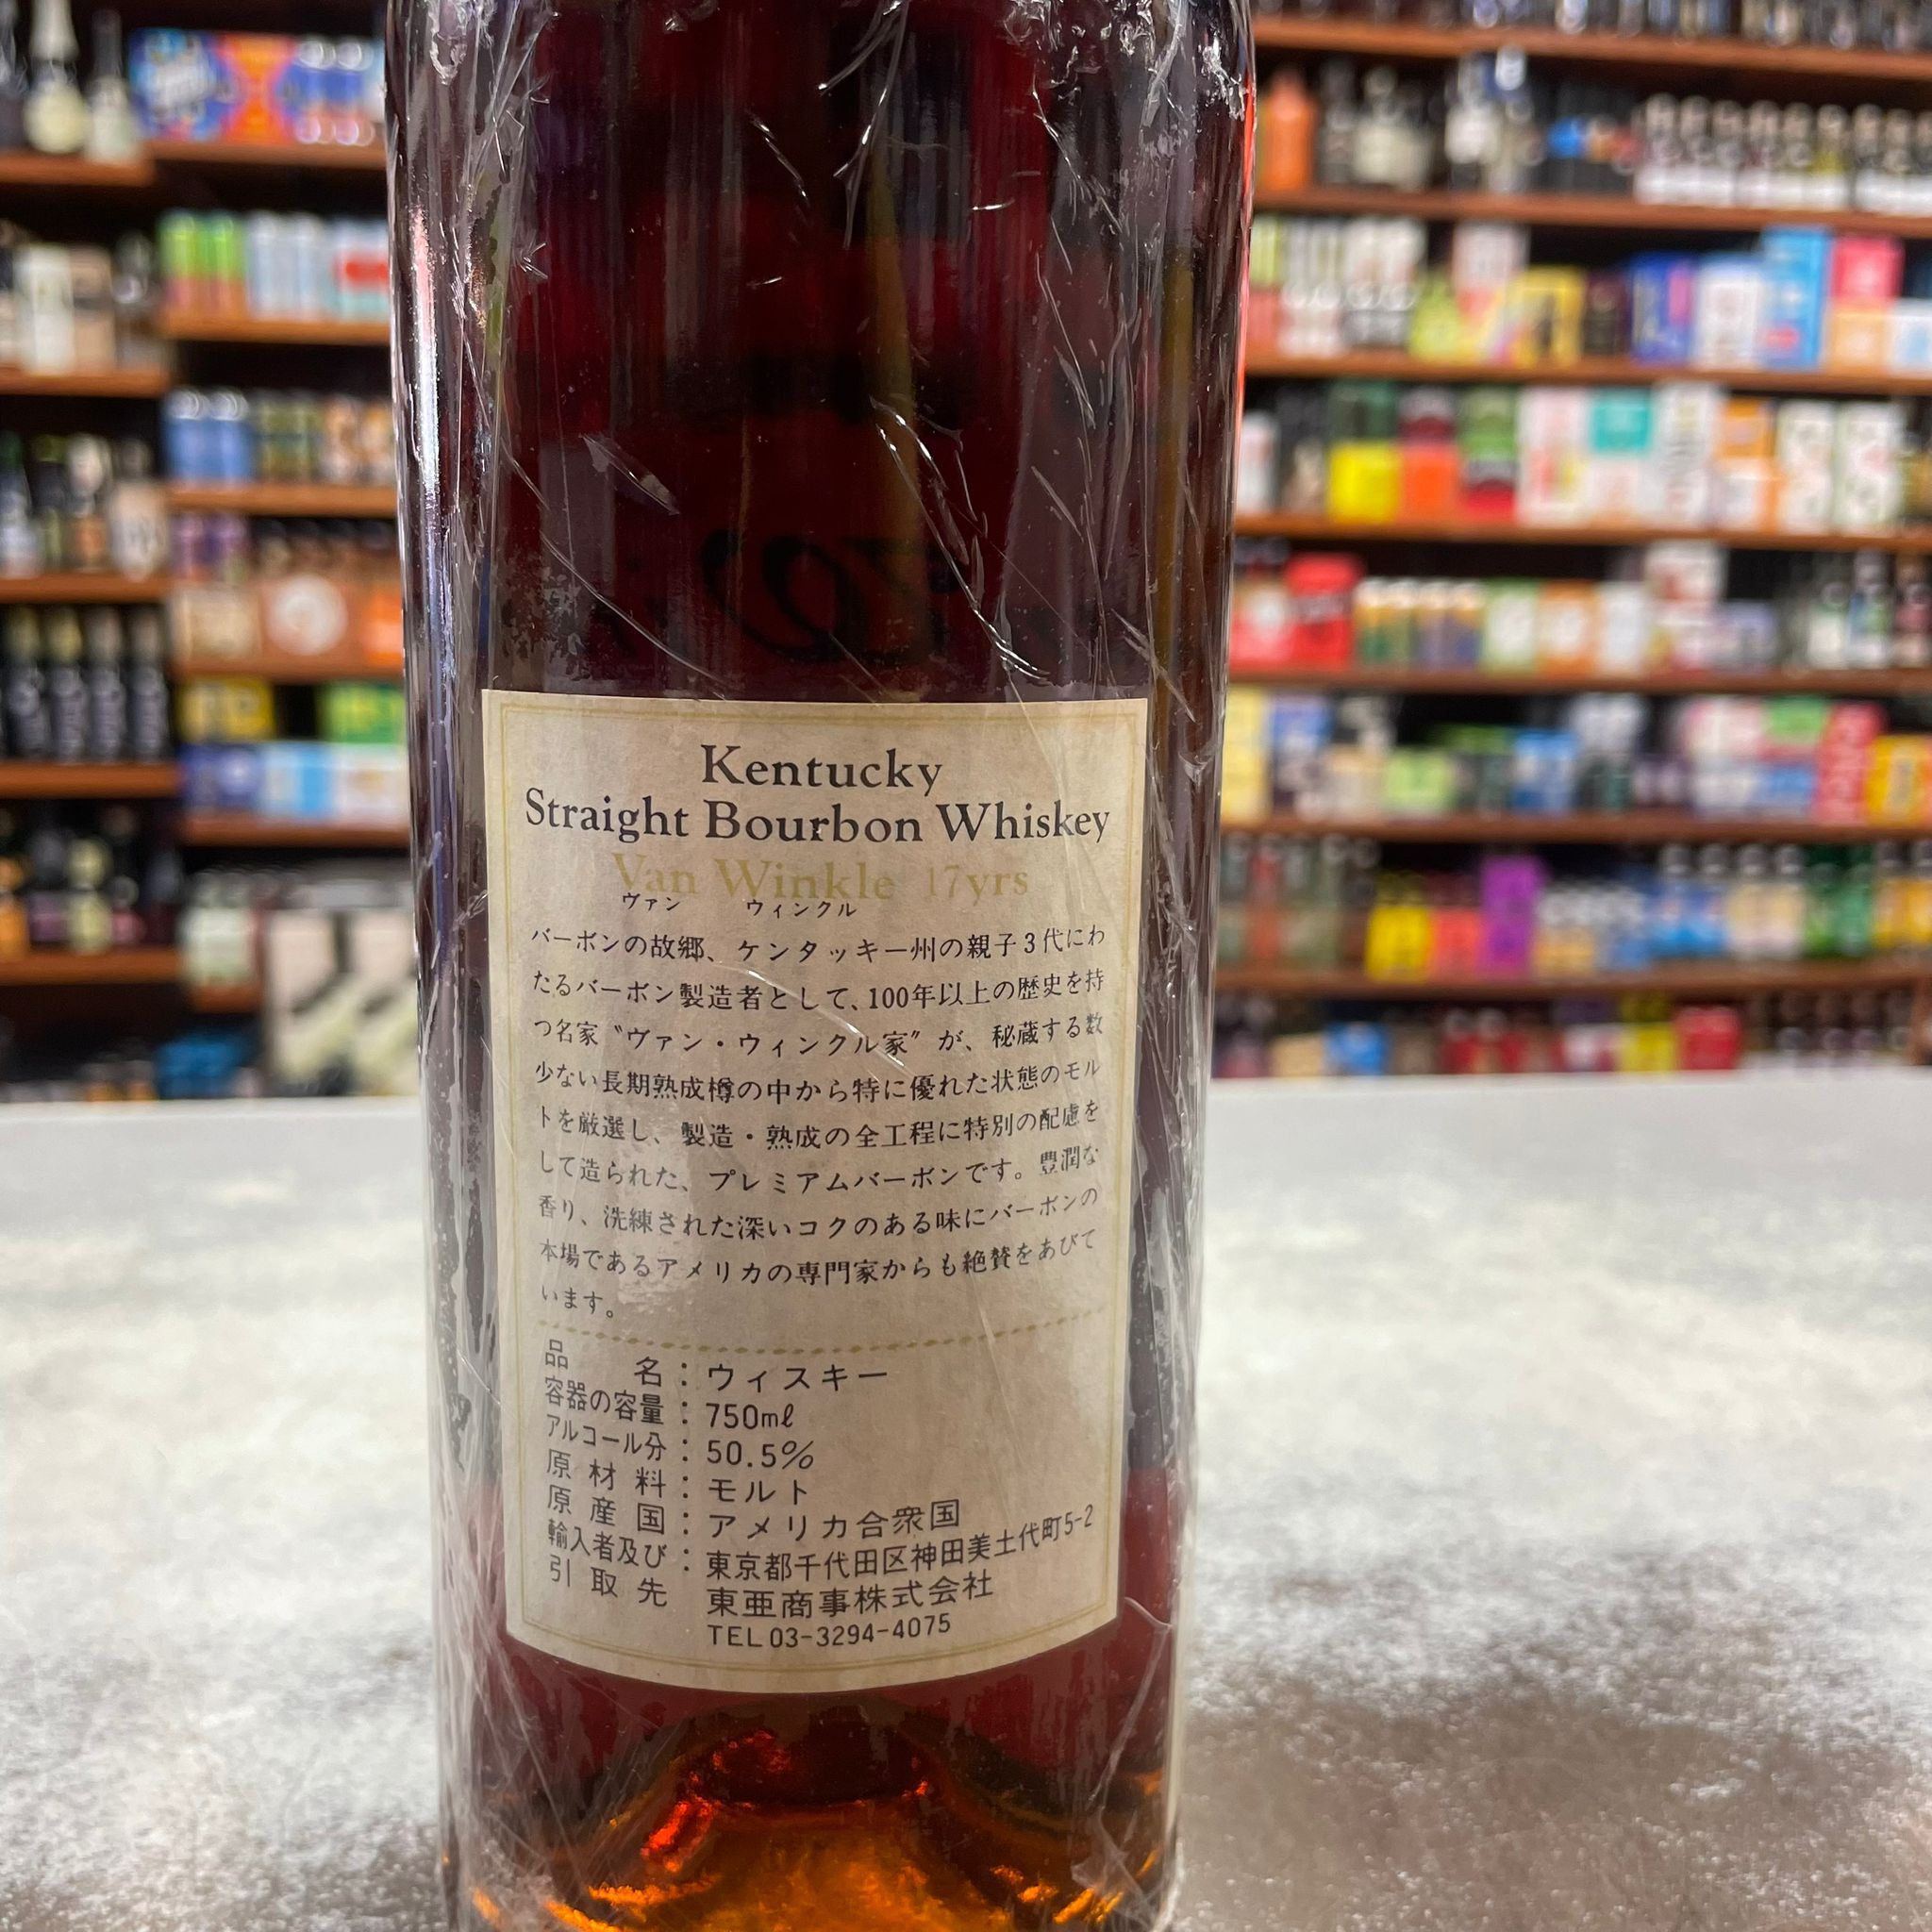 Kentucky
Straight Bourbon Whiskey
Van Winkle 17yrs
ヴァン ウィンクル
バーボンの故郷、ケンタッキー州の親子3代にわ
たるバーボン製造者として、100年以上の歴史を持
つ名家〝ヴァン・ウィンクル家〞が、秘蔵する数
少ない長期熟成樽の中から特に優れた状態のモル
トを厳選し、製造・熟成の全工程に特別の配慮を
して造られた、プレミアムバーボンです。豊潤な
香り、洗練された深いコクのある味にバーボンの
本場であるアメリカの専門家からも絶賛をあびて
います。
品名：ウィスキー
容器の容量：750mℓ
アルコール分：50.5%
原材料：モルト
原産国：アメリカ合衆国
輸入者及び：東京都千代田区神田美土代町5-2
引取先 東亜商事株式会社
TEL 03-3294-4075